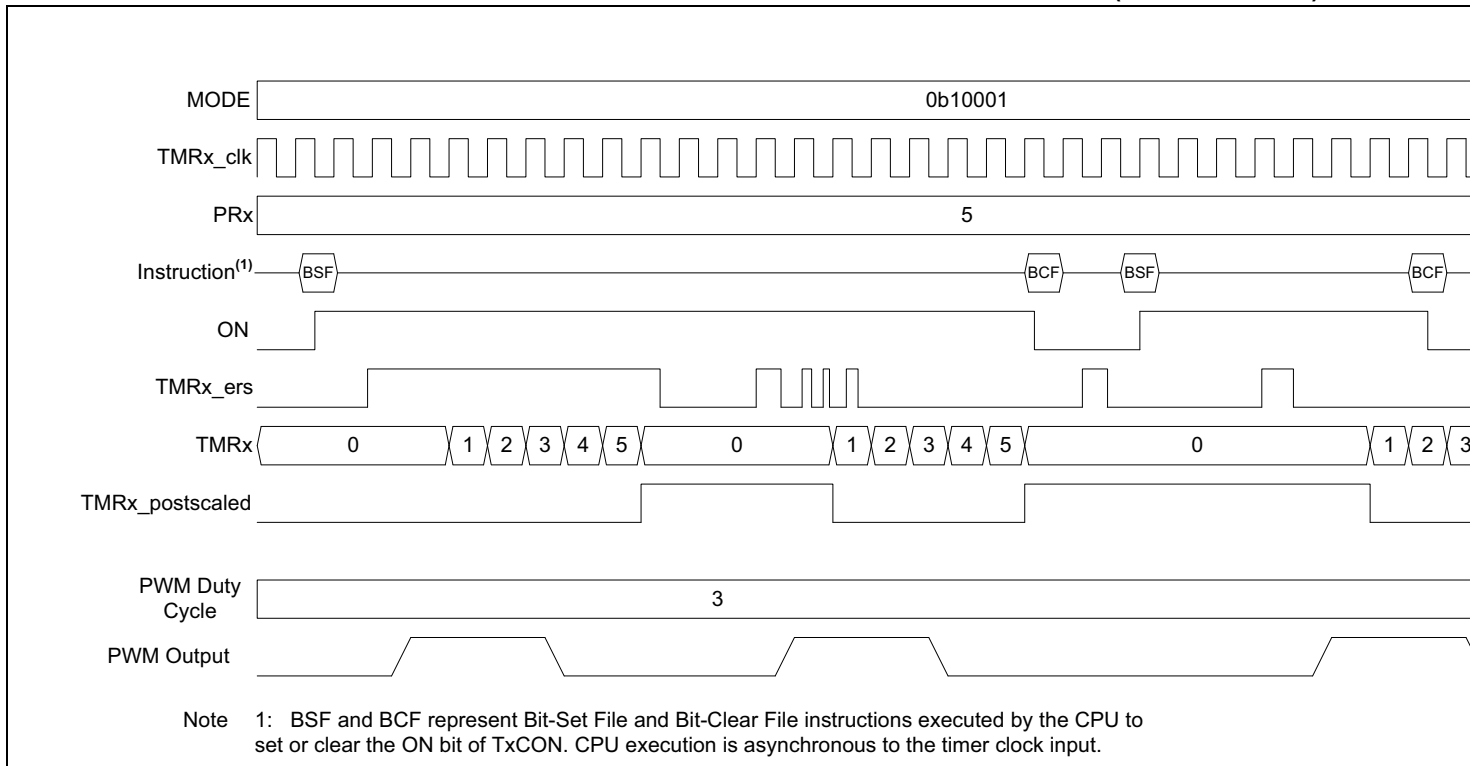 MODE 0b10001
TMRx_clk
PRx 5
Instruction(1) BSF BCF BSF BCF
ON
TMRx_ers
TMRx 0 1 2 3 4 5 0 1 2 3 4 5 0 1 2 3
TMRx_postscaled
PWM Duty
Cycle
3
PWM Output
Note 1: BSF and BCF represent Bit-Set File and Bit-Clear File instructions executed by the CPU to
set or clear the ON bit of TxCON. CPU execution is asynchronous to the timer clock input.